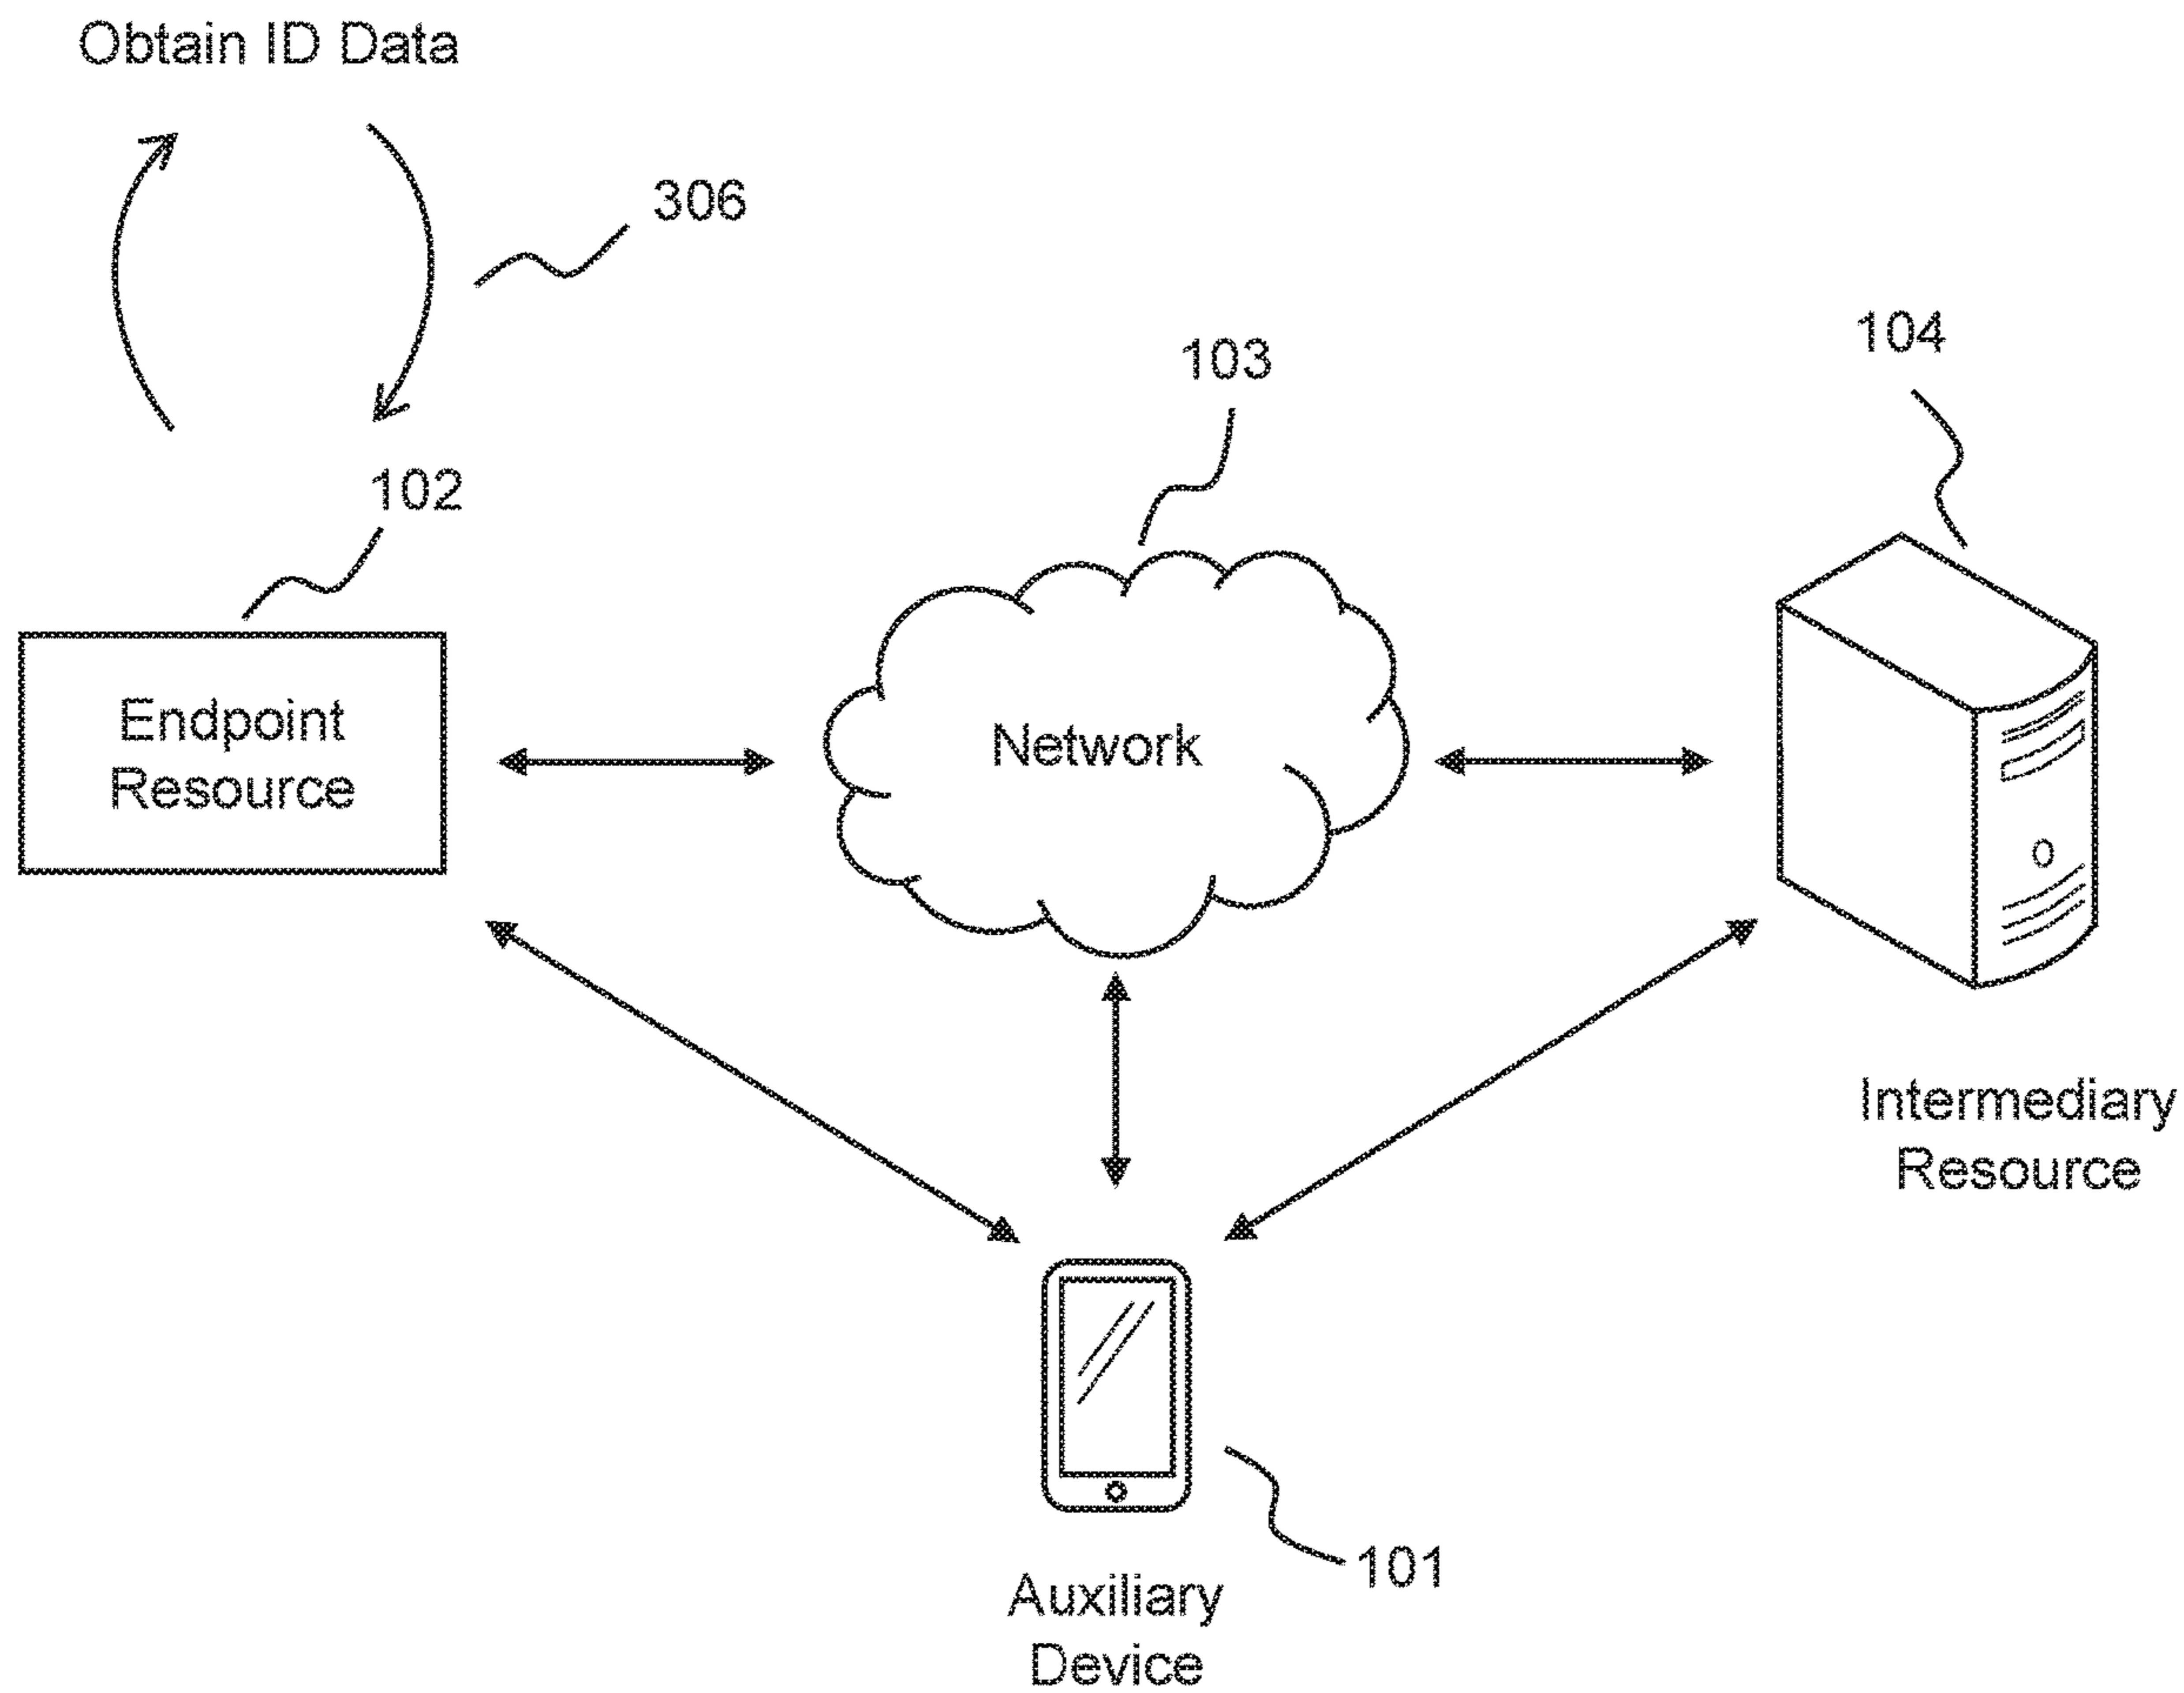 Obtain ID Data
306
103
104
102
Endpoint
Resource
Network
Intermediary
Resource
101
Auxiliary
Device